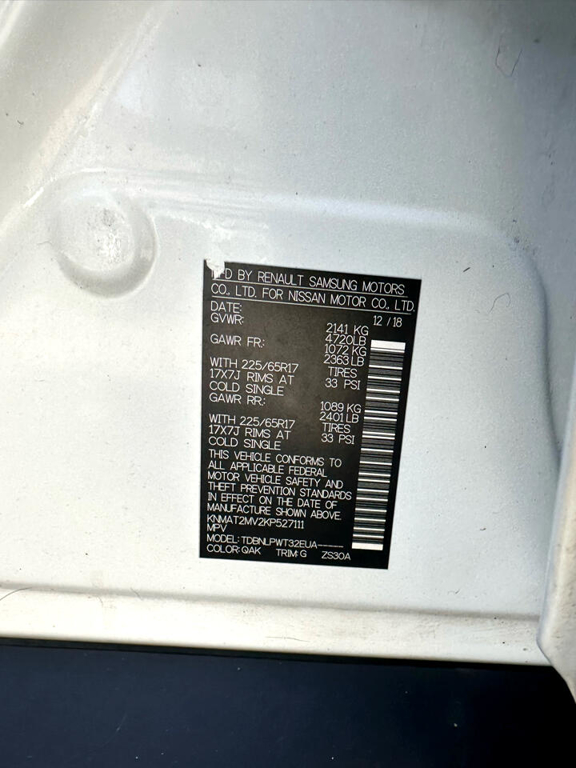 MFD BY RENAULT SAMSUNG MOTORS
CO., LTD. FOR NISSAN MOTOR CO., LTD.
DATE: 12 / 18
GVWR: 2141 KG
4720LB
GAWR FR: 1072 KG
2363 LB
WITH 225/65R17 TIRES
17X7J RIMS AT 33 PSI
COLD SINGLE
GAWR RR: 1089 KG
2401 LB
WITH 225/65R17 TIRES
17X7J RIMS AT 33 PSI
COLD SINGLE
THIS VEHICLE CONFORMS TO
ALL APPLICABLE FEDERAL
MOTOR VEHICLE SAFETY AND
THEFT PREVENTION STANDARDS
IN EFFECT ON THE DATE OF
MANUFACTURE SHOWN ABOVE.
KNMAT2MV2KP527111
MPV
MODEL: TDBNLPWT32EUA------
COLOR: QAK TRIM: G ZS30A